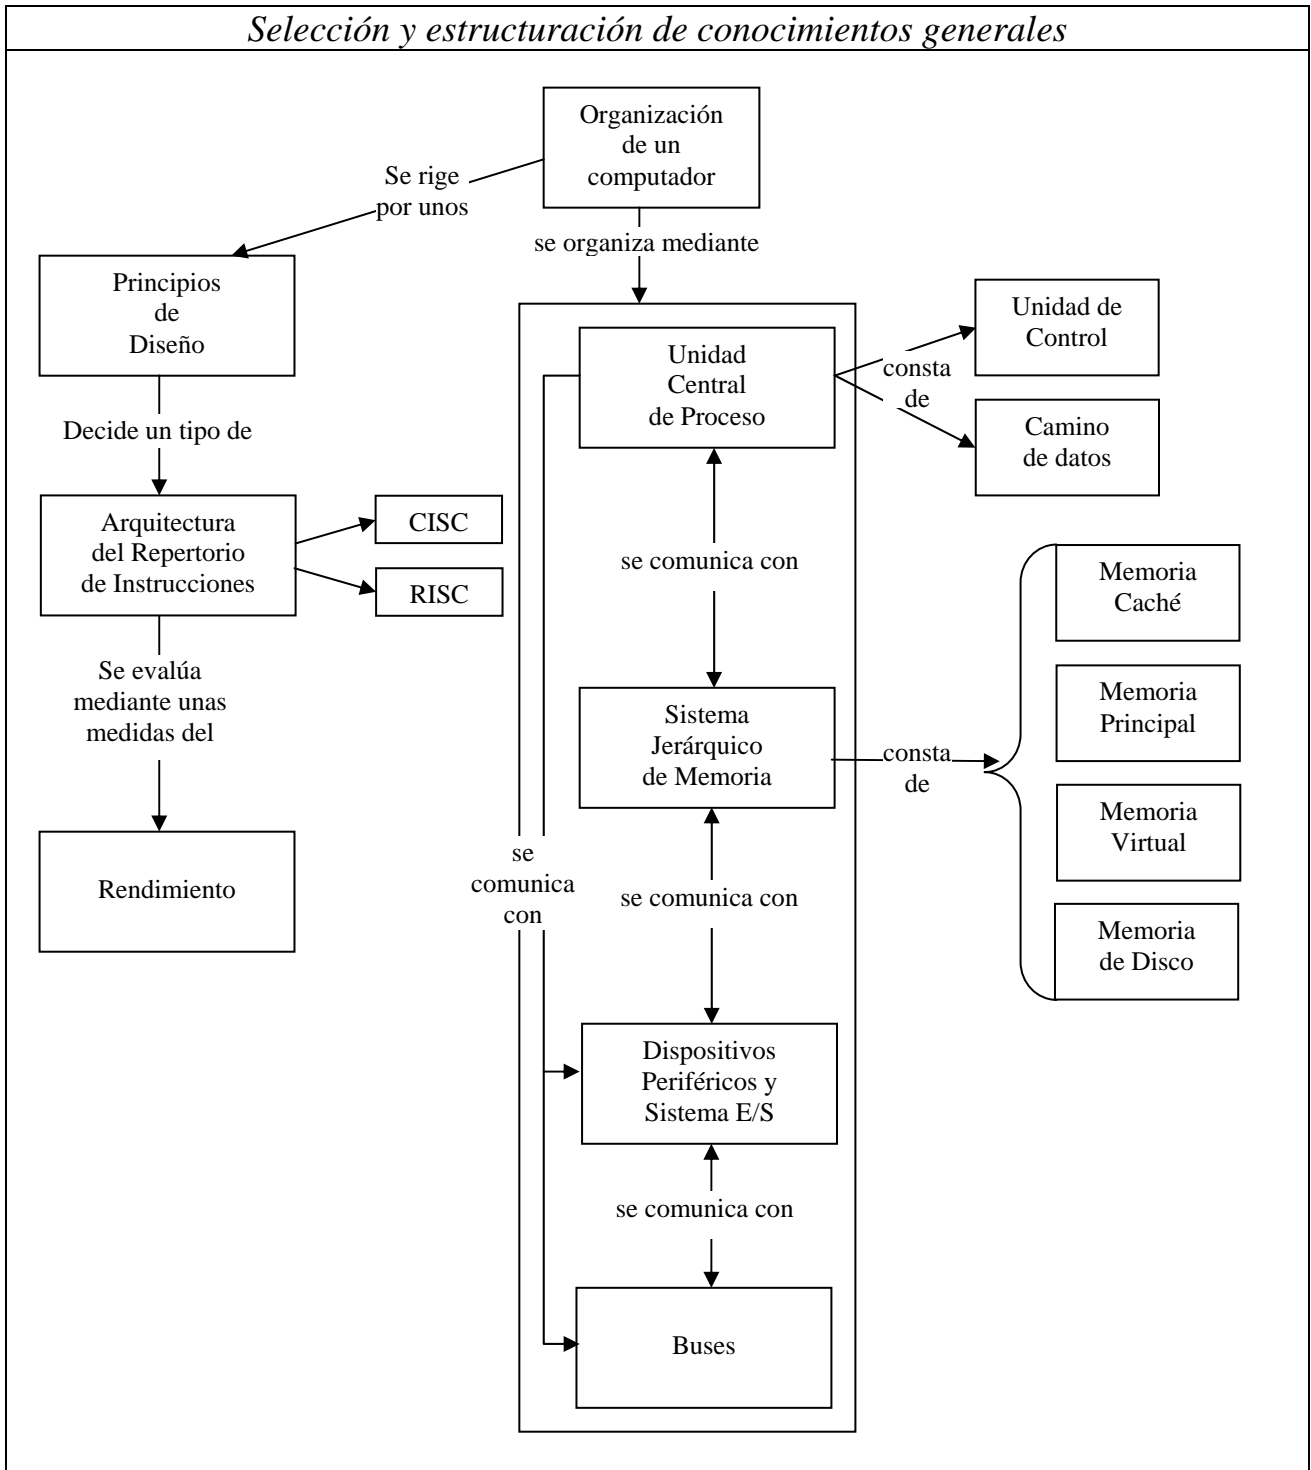 Selección y estructuración de conocimientos generales
Organización
de un
computador
Se rige
por unos
se organiza mediante
Principios
de
Diseño
Unidad de
Control
Unidad
Central
de Proceso
consta
de
Camino
de datos
Decide un tipo de
Arquitectura
del Repertorio
de Instrucciones
CISC
RISC
se comunica con
Memoria
Caché
Se evalúa
mediante unas
medidas del
Sistema
Jerárquico
de Memoria
consta
de
Memoria
Principal
Memoria
Virtual
Rendimiento
se
comunica
con
se comunica con
Memoria
de Disco
Dispositivos
Periféricos y
Sistema E/S
se comunica con
Buses